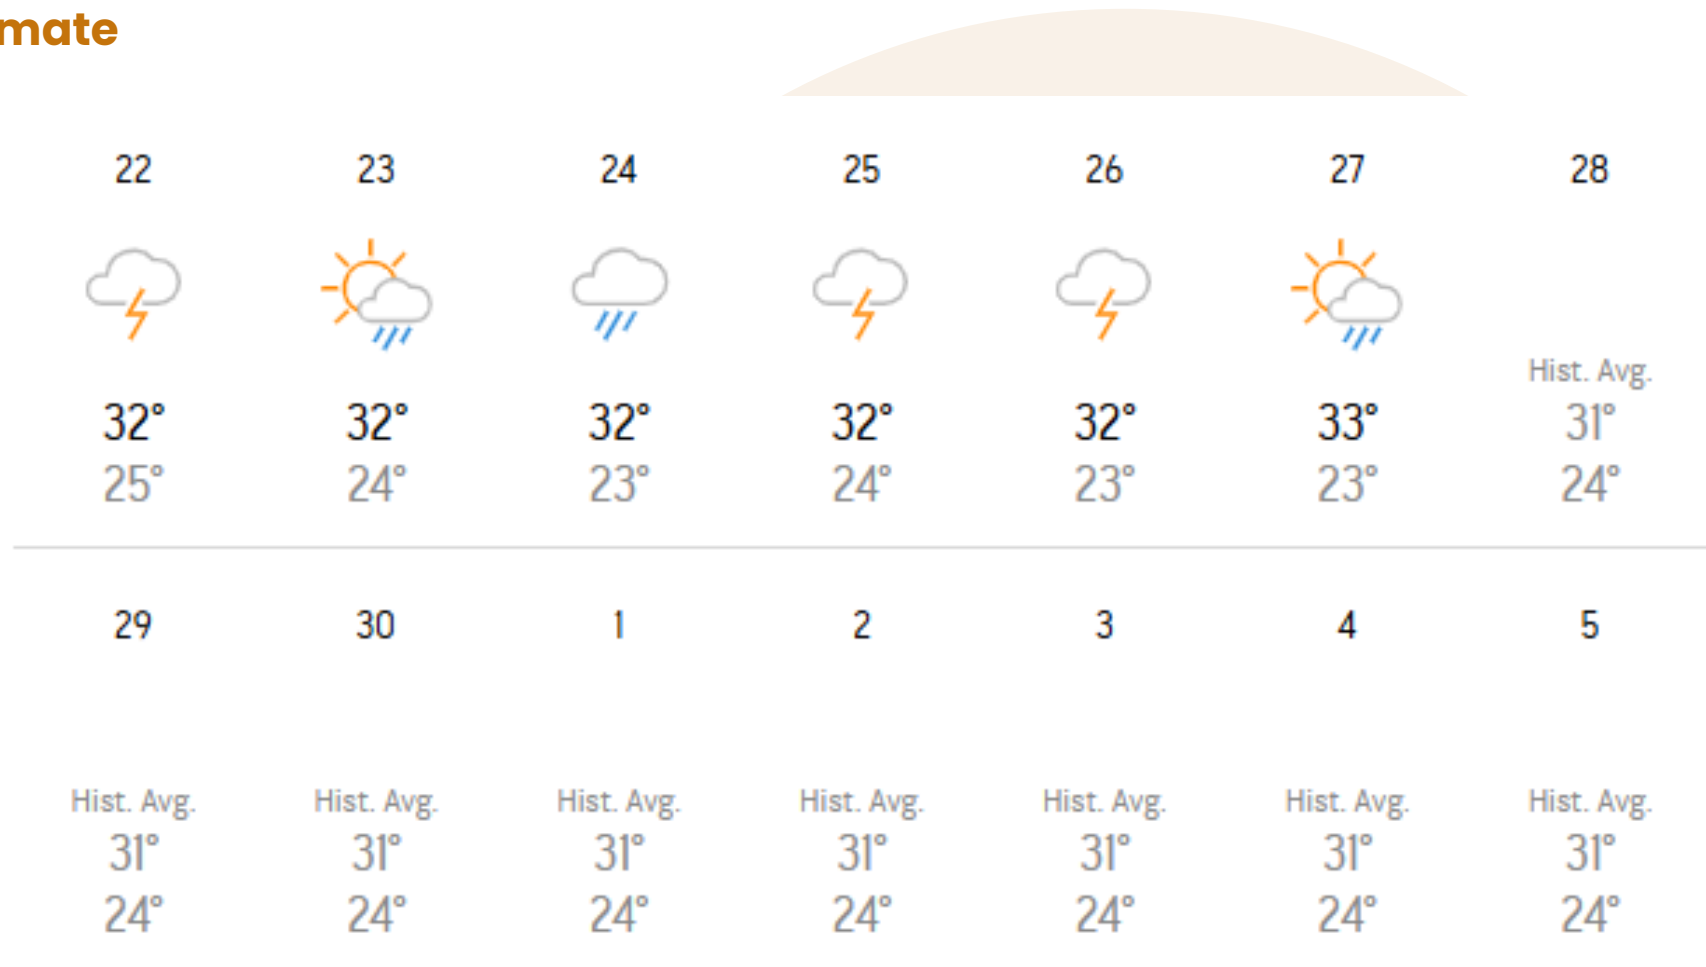 mate
22 23 24 25 26 27 28
Hist. Avg.
32° 32° 32° 32° 32° 33° 31°
25° 24° 23° 24° 23° 23° 24°
29 30 1 2 3 4 5
Hist. Avg. Hist. Avg. Hist. Avg. Hist. Avg. Hist. Avg. Hist. Avg. Hist. Avg.
31° 31° 31° 31° 31° 31° 31°
24° 24° 24° 24° 24° 24° 24°